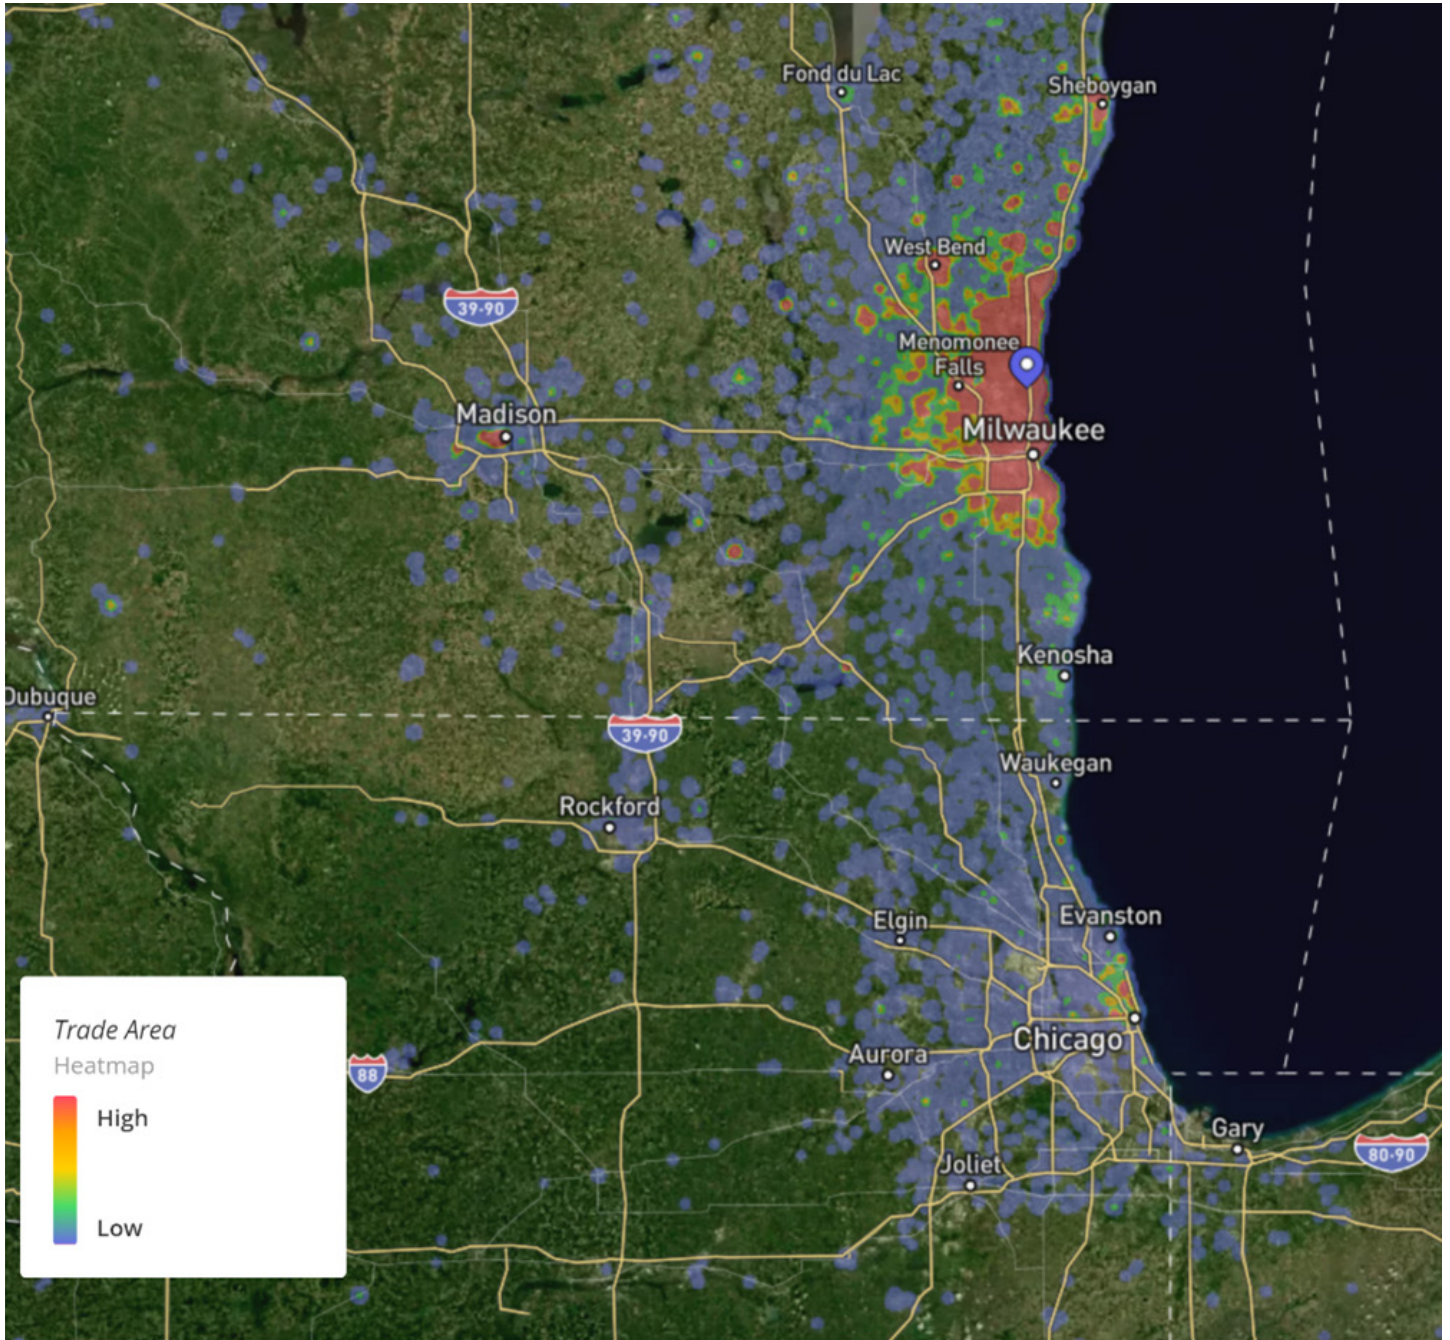 Fond du Lac
Sheboygan
West Bend
39-90
Menomonee
Falls
Madison
Milwaukee
Kenosha
Dubuque
39-90
Waukegan
Rockford
Elgin
Evanston
Trade Area
Heatmap
High
Low
88
Chicago
Aurora
Gary
80-90
Joliet